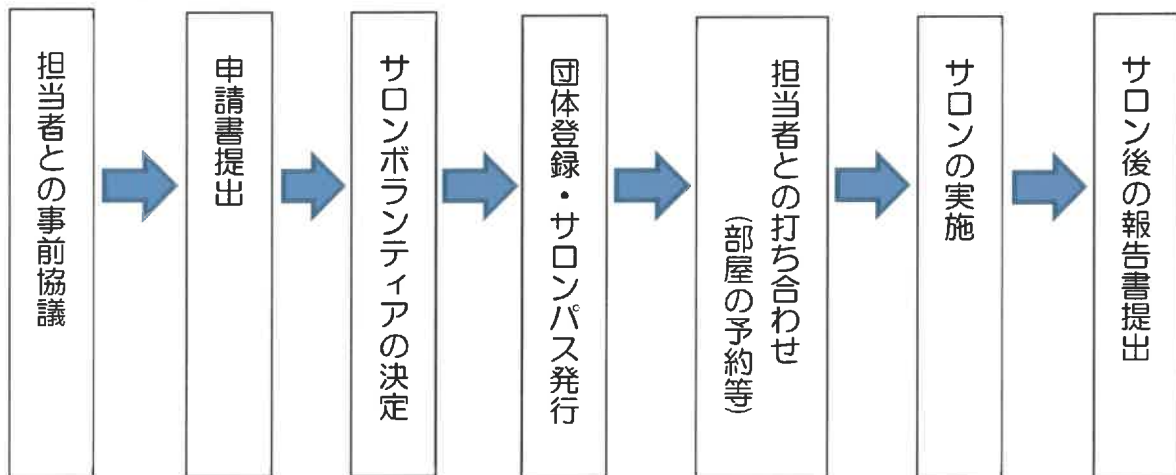 担当者との事前協議
申請書提出
サロンボランティアの決定
団体登録・サロンパス発行
担当者との打ち合わせ
（部屋の予約等）
サロンの実施
サロン後の報告書提出